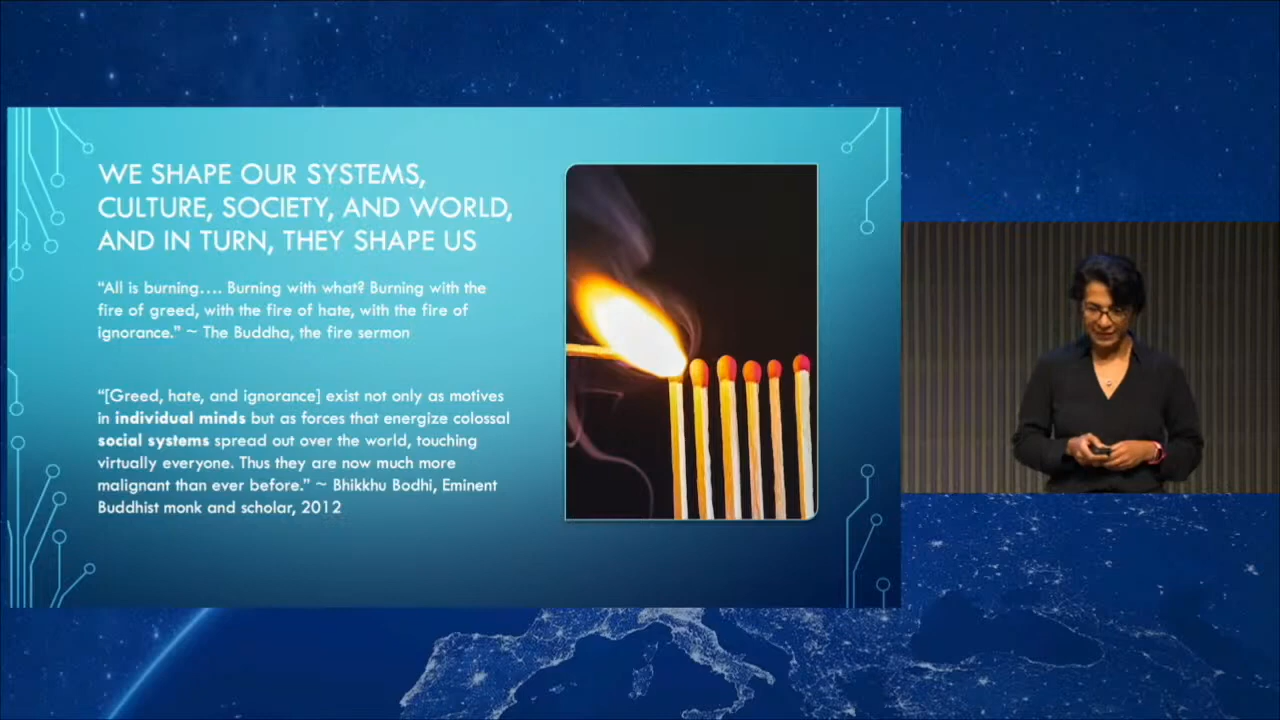 WE SHAPE OUR SYSTEMS,
CULTURE, SOCIETY, AND WORLD,
AND IN TURN, THEY SHAPE US
“All is burning…. Burning with what? Burning with the
fire of greed, with the fire of hate, with the fire of
ignorance.” ~ The Buddha, the fire sermon
“[Greed, hate, and ignorance] exist not only as motives
in individual minds but as forces that energize colossal
social systems spread out over the world, touching
virtually everyone. Thus they are now much more
malignant than ever before.” ~ Bhikkhu Bodhi, Eminent
Buddhist monk and scholar, 2012